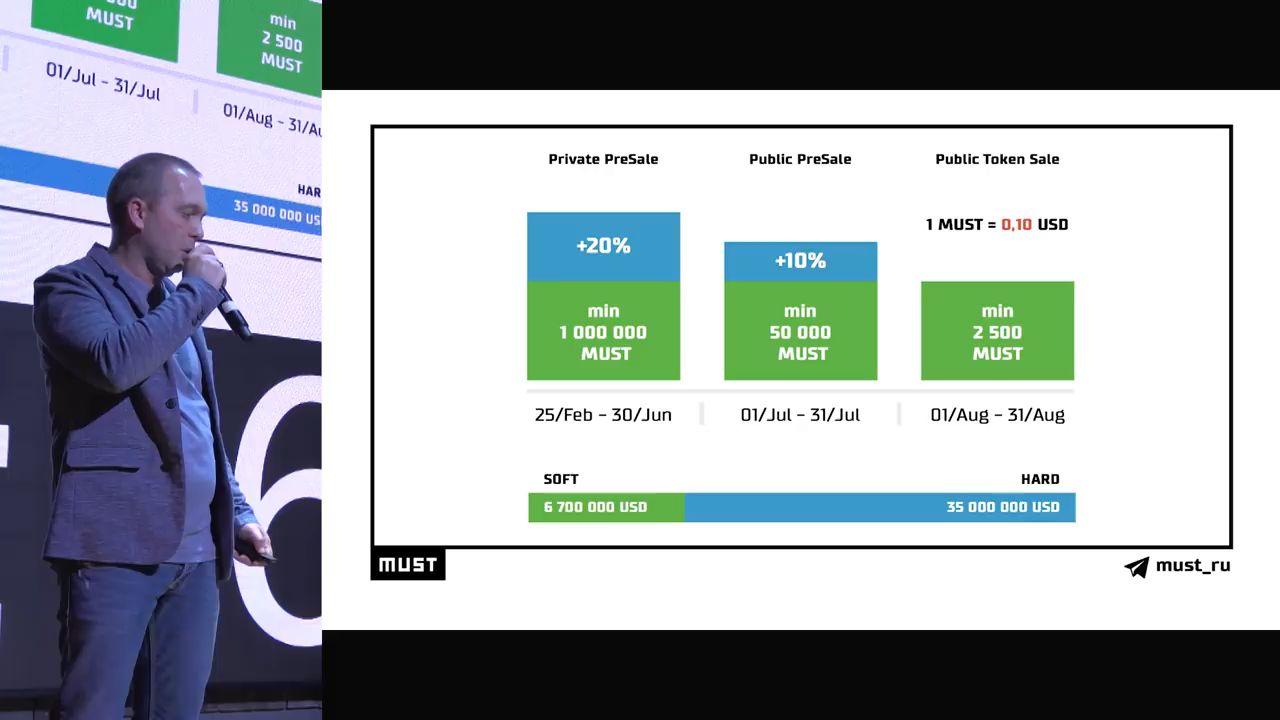 MUST
min
2 500
MUST
01/Jul - 31/Jul
01/Aug - 31/Au
HAR
35 000 000 US
6
Private PreSale
Public PreSale
Public Token Sale
1 MUST = 0,10 USD
+20%
+10%
min
1 000 000
MUST
min
50 000
MUST
min
2 500
MUST
25/Feb - 30/Jun
01/Jul - 31/Jul
01/Aug - 31/Aug
SOFT
HARD
6 700 000 USD
35 000 000 USD
MUST
must_ru